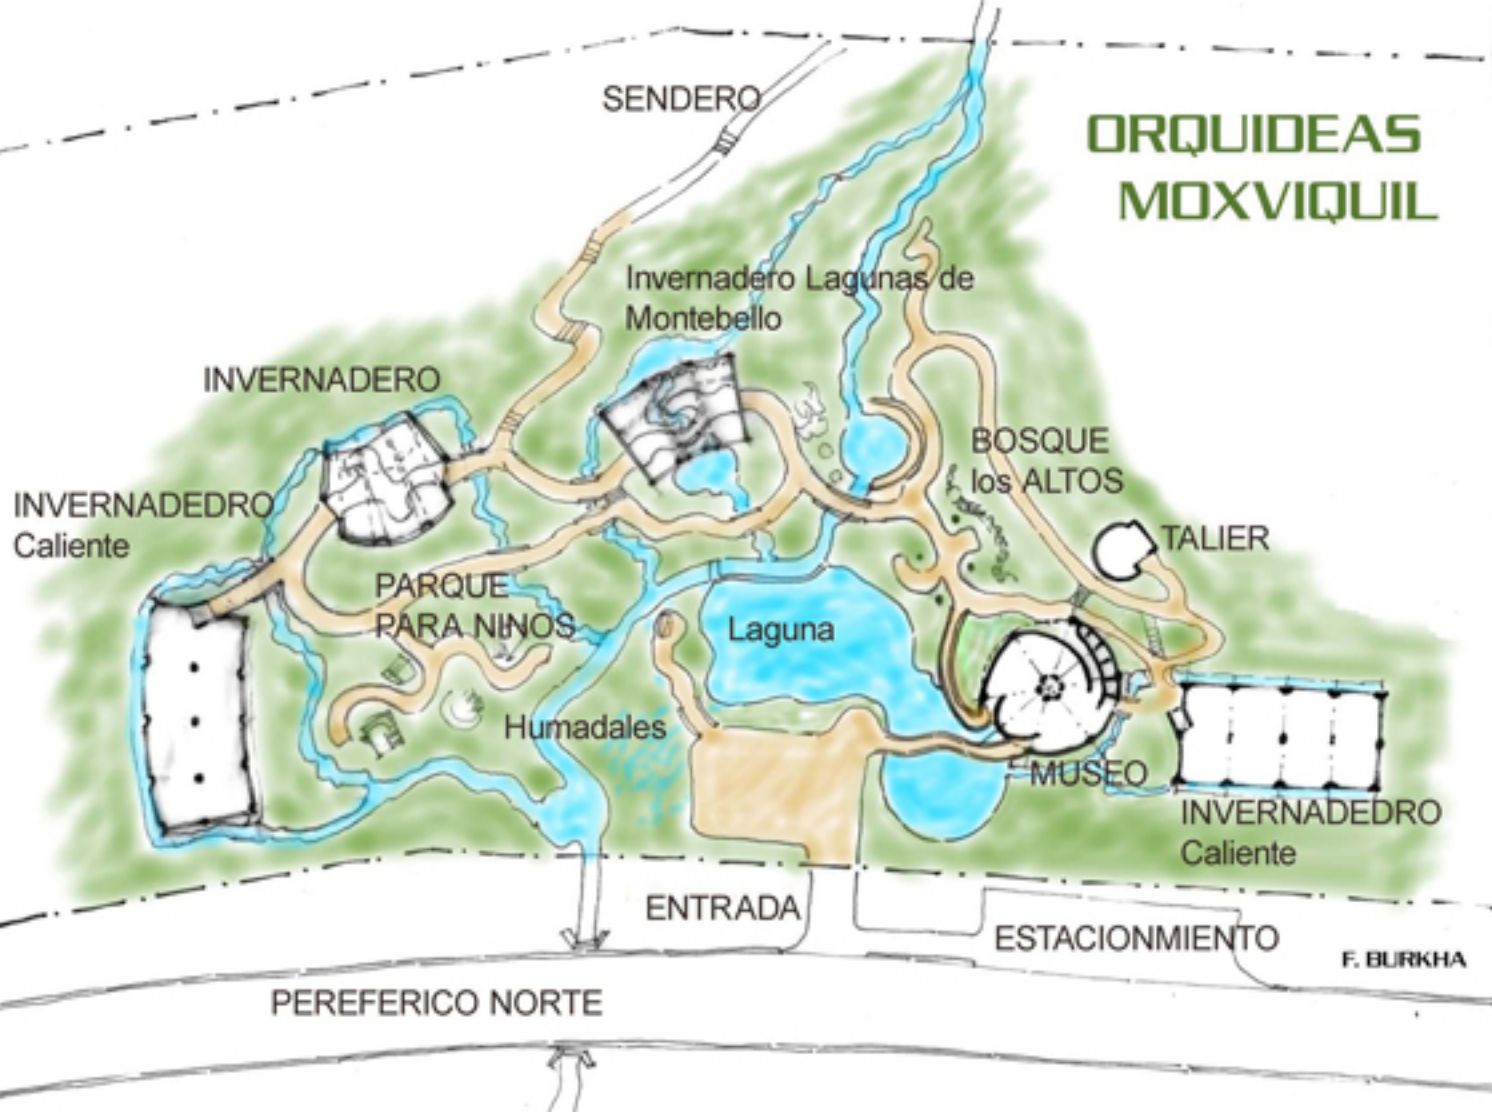 SENDERO
ORQUIDEAS
MOXVIQUIL
Invernadero Lagunas de
Montebello
INVERNADERO
BOSQUE
los ALTOS
INVERNADEDRO
Caliente
TALIER
PARQUE
PARA NINOS
Laguna
Humadales
MUSEO
INVERNADEDRO
Caliente
ENTRADA
ESTACIONMIENTO
F. BURKHA
PEREFERICO NORTE